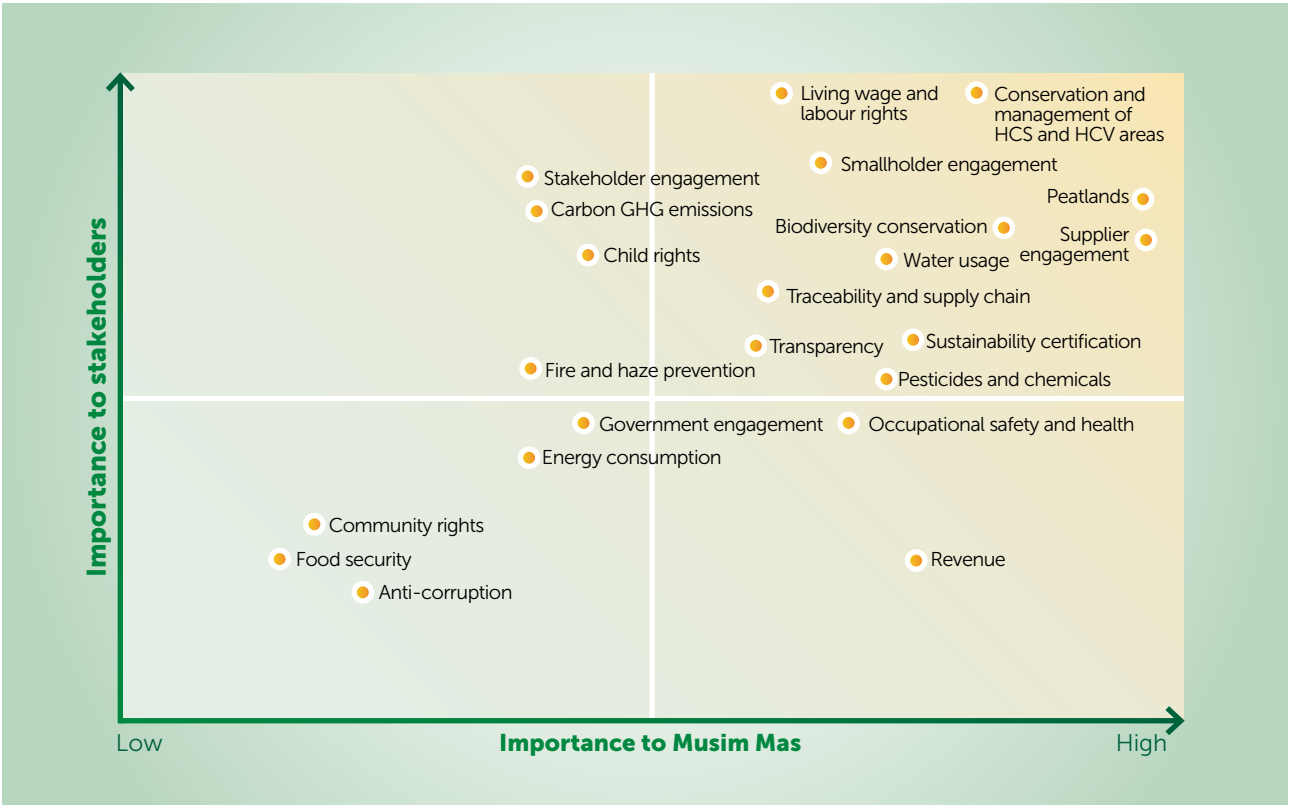 Importance to stakeholders
Living wage and
labour rights
Conservation and
management of
HCS and HCV areas
Smallholder engagement
Stakeholder engagement
Peatlands
Carbon GHG emissions
Biodiversity conservation
Supplier
engagement
Child rights
Water usage
Traceability and supply chain
Transparency
Sustainability certification
Fire and haze prevention
Pesticides and chemicals
Government engagement
Occupational safety and health
Energy consumption
Community rights
Food security
Revenue
Anti-corruption
Low
Importance to Musim Mas
High